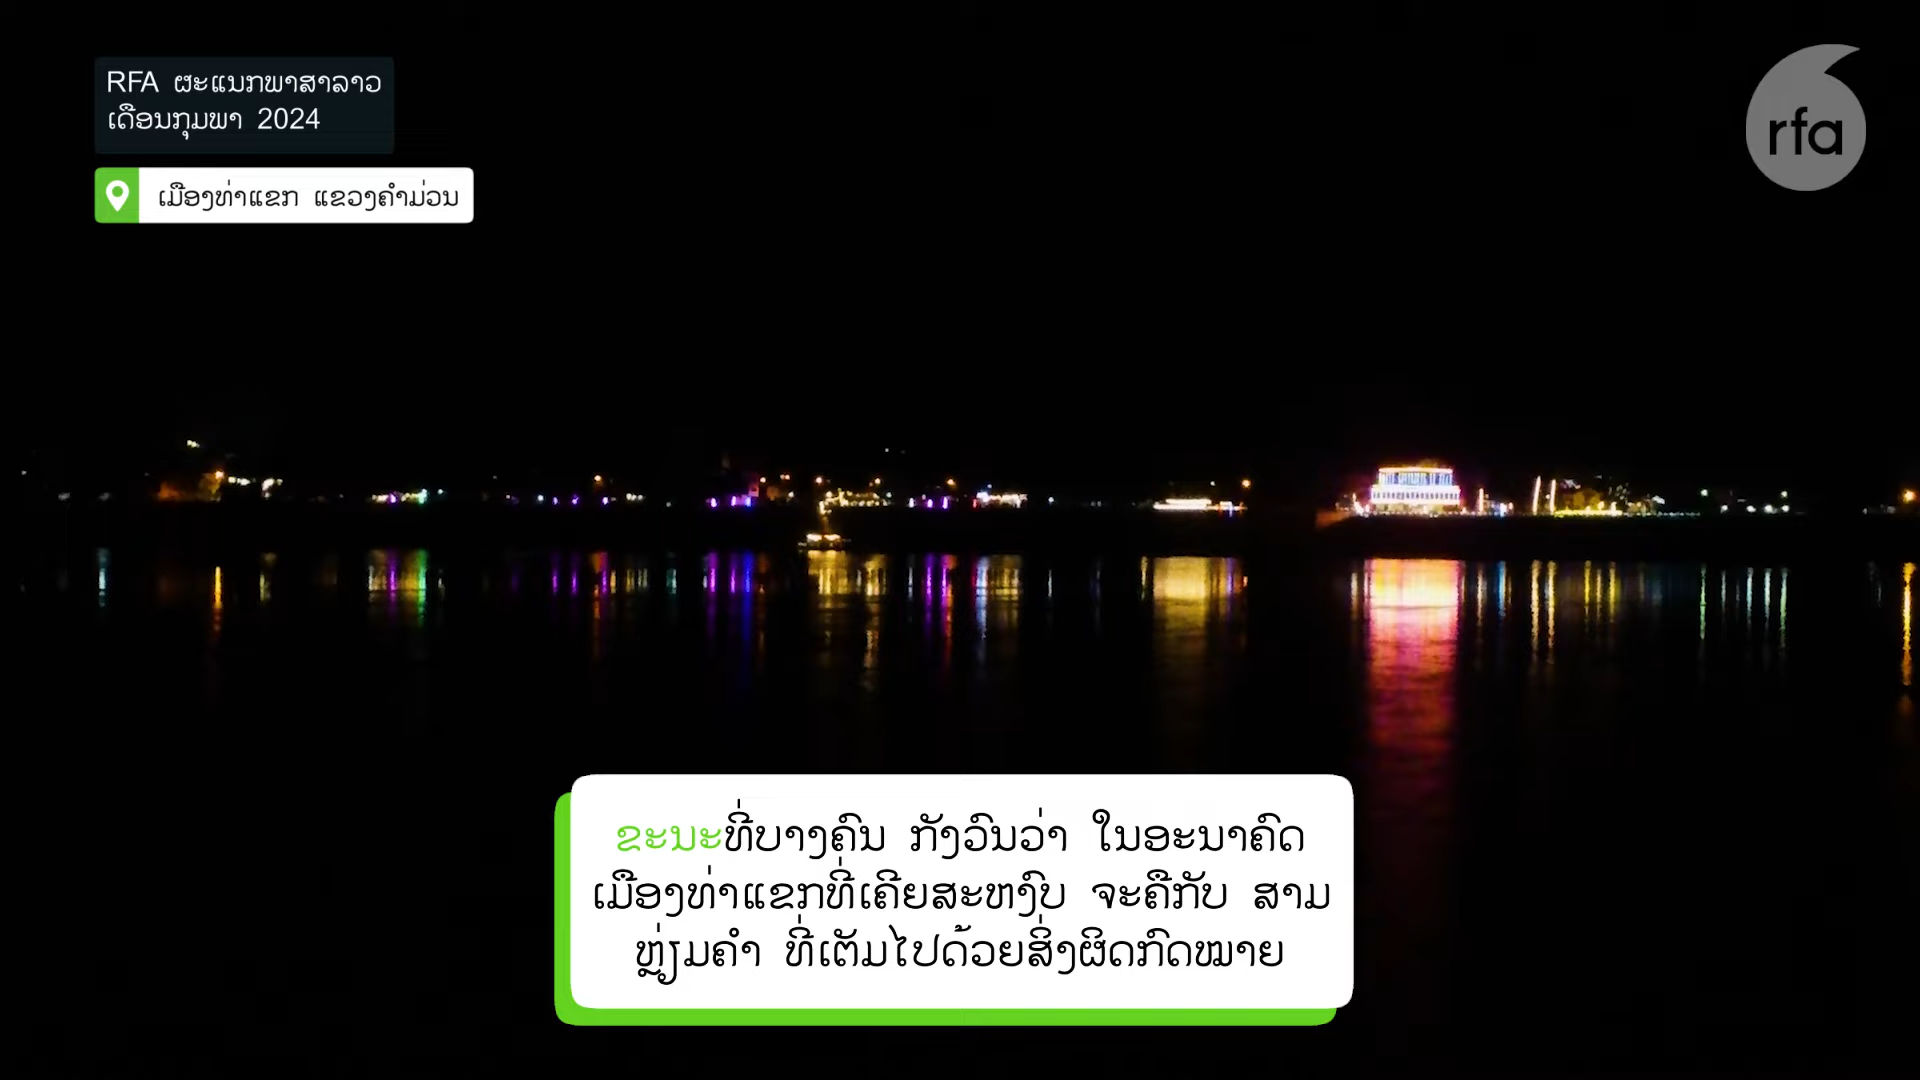 RFA ຜະແນກພາສາລາວ
ເດືອນກຸມພາ 2024
rfa
ເມືອງທ່າແຂກ ແຂວງຄຳມ່ວນ
ຂະນະທີ່ບາງຄົນ ກັງວົນວ່າ ໃນອະນາຄົດ
ເມືອງທ່າແຂກທີ່ເຄີຍສະຫງົບ ຈະຄືກັບ ສາມ
ຫຼ່ຽມຄຳ ທີ່ເຕັມໄປດ້ວຍສິ່ງຜິດກົດໝາຍ